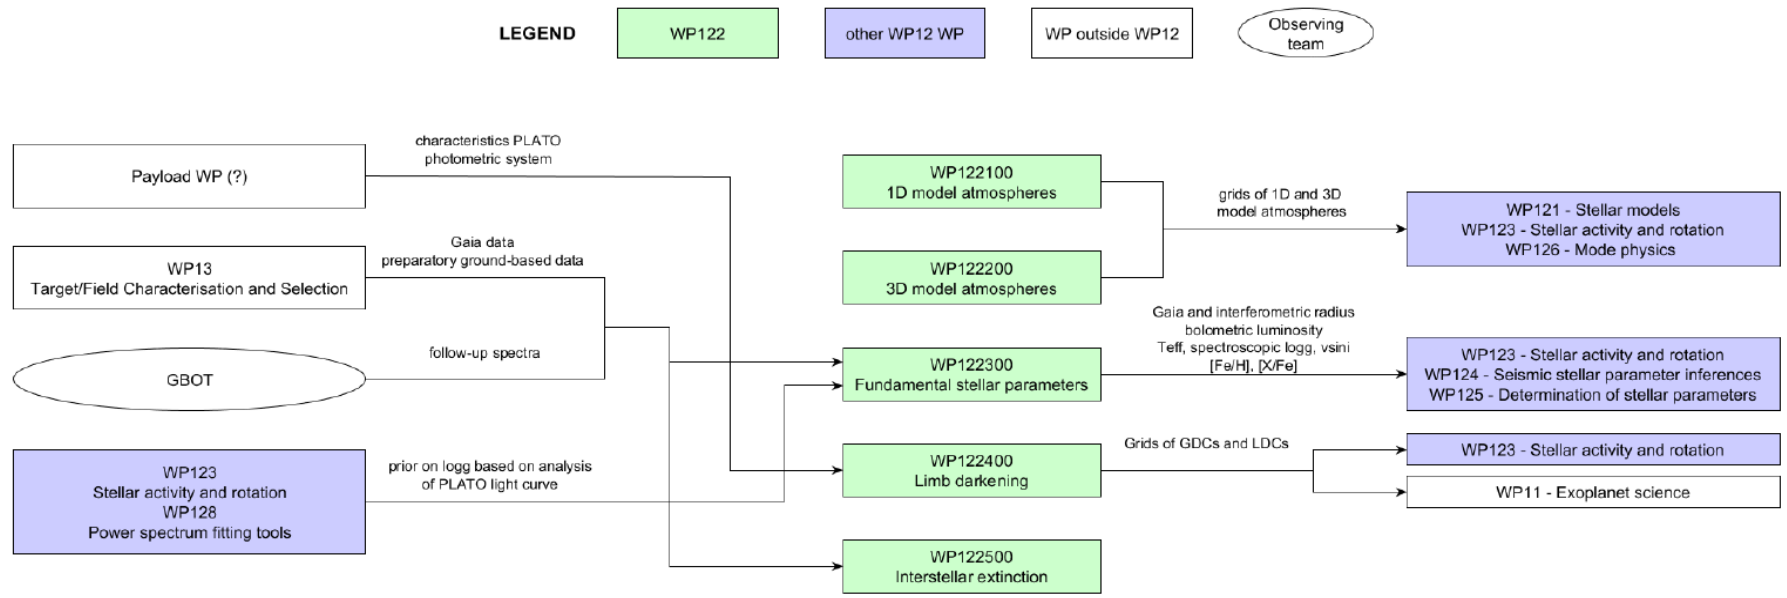 LEGEND
WP122
other WP12 WP
WP outside WP12
Observing
team
characteristics PLATO
photometric system
Payload WP (?)
Gaia data
preparatory ground-based data
WP13
Target/Field Characterisation and Selection
follow-up spectra
GBOT
prior on logg based on analysis
of PLATO light curve
WP123
Stellar activity and rotation
WP128
Power spectrum fitting tools
WP122100
1D model atmospheres
WP122200
3D model atmospheres
WP122300
Fundamental stellar parameters
WP122400
Limb darkening
WP122500
Interstellar extinction
grids of 1D and 3D
model atmospheres
WP121 - Stellar models
WP123 - Stellar activity and rotation
WP126 - Mode physics
Gaia and interferometric radius
bolometric luminosity
Teff, spectroscopic logg, vsini
[Fe/H], [X/Fe]
WP123 - Stellar activity and rotation
WP124 - Seismic stellar parameter inferences
WP125 - Determination of stellar parameters
Grids of GDCs and LDCs
WP123 - Stellar activity and rotation
WP11 - Exoplanet science